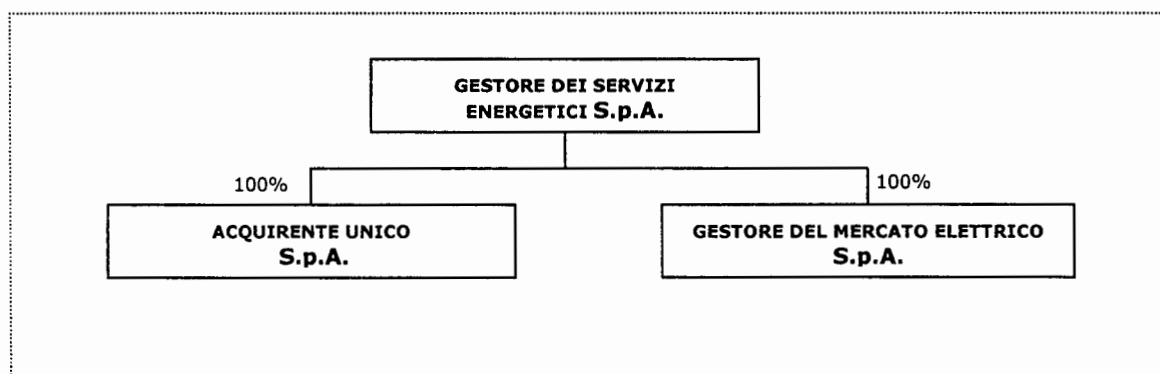 GESTORE DEI SERVIZI
ENERGETICI S.p.A.
100%
100%
ACQUIRENTE UNICO
S.p.A.
GESTORE DEL MERCATO ELETTRICO
S.p.A.